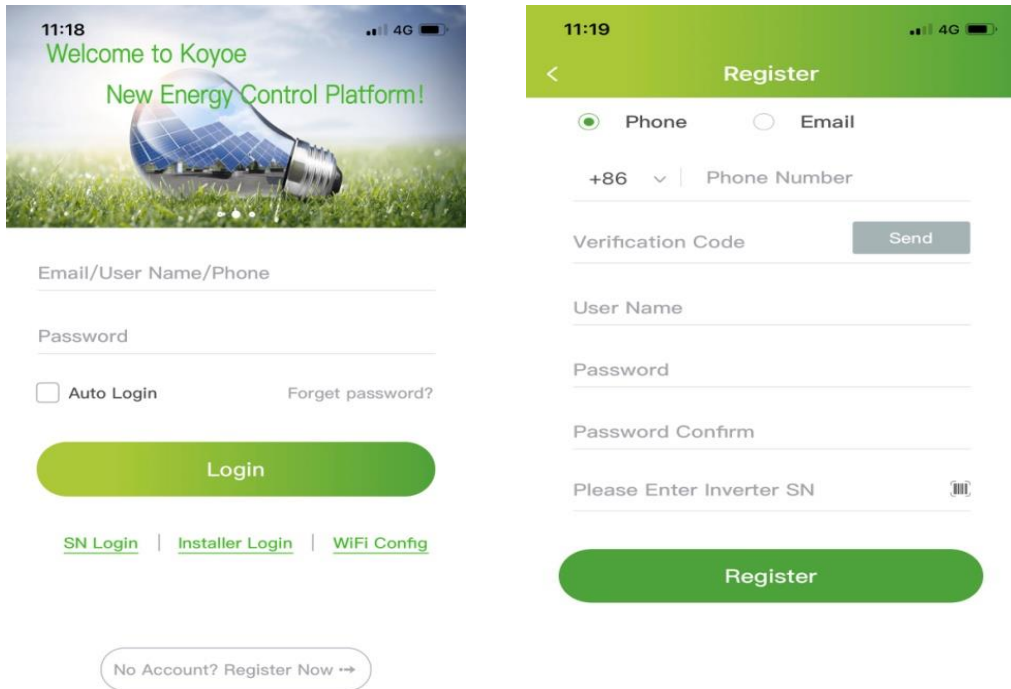 11:18
4G
Welcome to Koyoe
New Energy Control Platform!
Email/User Name/Phone
Password
Auto Login
Forget password?
Login
SN Login | Installer Login | WiFi Config
No Account? Register Now
11:19
4G
Register
Phone
Email
+86
Phone Number
Verification Code
Send
User Name
Password
Password Confirm
Please Enter Inverter SN
Register